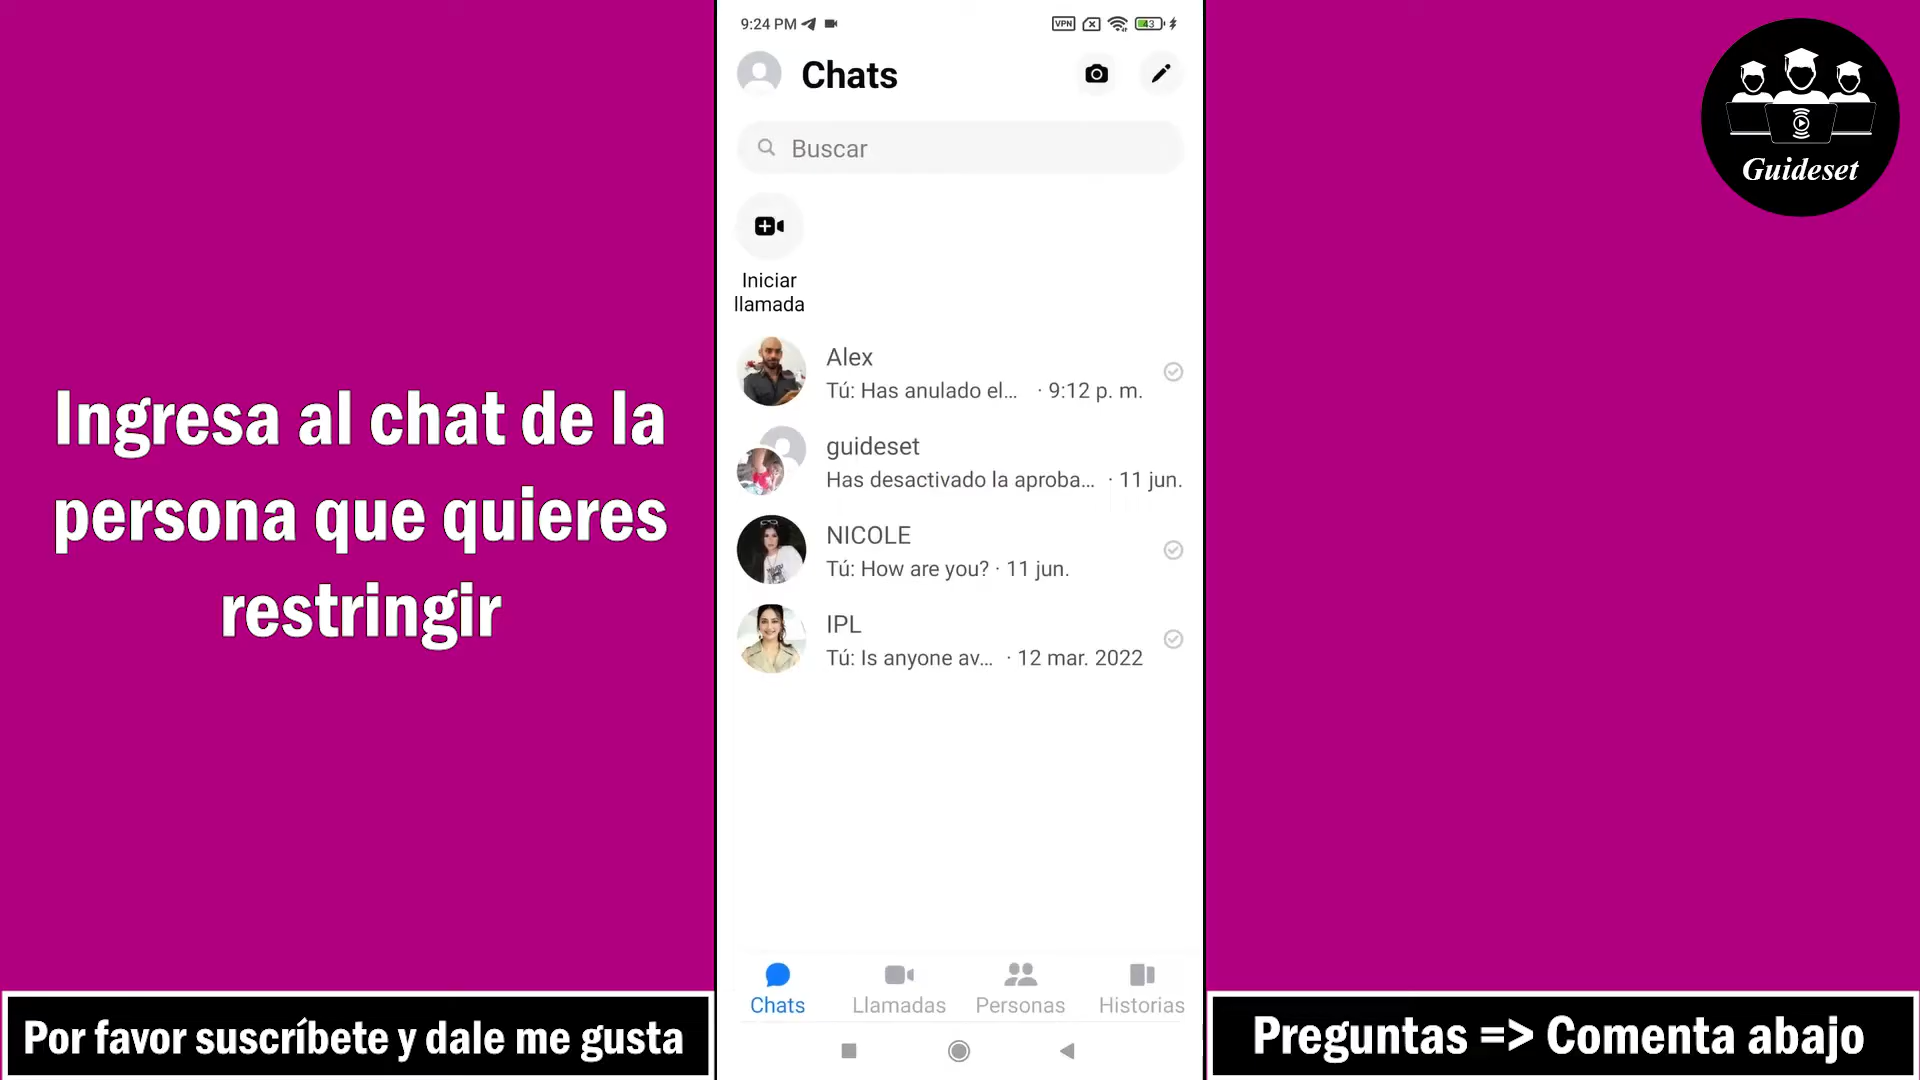 9:24 PM
VPN
43
Chats
Buscar
Iniciar
llamada
Alex
Tú: Has anulado el... · 9:12 p. m.
guideset
Has desactivado la aproba... · 11 jun.
NICOLE
Tú: How are you? · 11 jun.
IPL
Tú: Is anyone av... · 12 mar. 2022
Chats
Llamadas
Personas
Historias
Ingresa al chat de la
persona que quieres
restringir
Por favor suscríbete y dale me gusta
Guideset
Preguntas => Comenta abajo